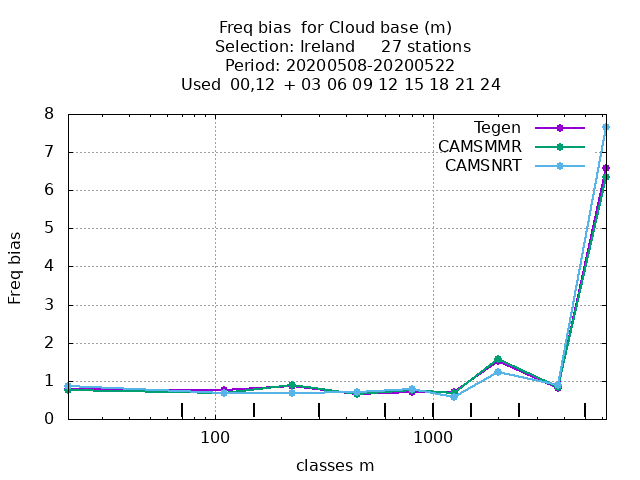 Freq bias  for Cloud base (m)
Selection: Ireland     27 stations
Period: 20200508-20200522
Used  00,12  + 03 06 09 12 15 18 21 24
Tegen
CAMSMMR
CAMSNRT
8
7
6
5
4
3
2
1
0
Freq bias
100 1000
classes m